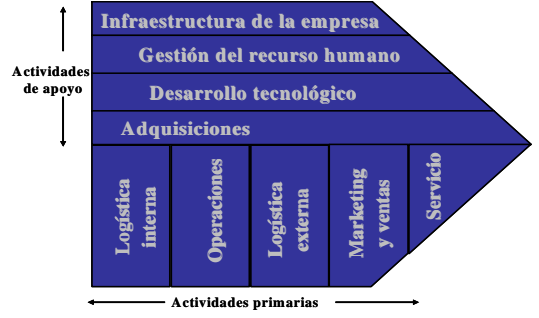 Infraestructura de la empresa
Gestión del recurso humano
Actividades
de apoyo
Desarrollo tecnológico
Adquisiciones
Logística
interna
Operaciones
Logística
externa
Marketing
y ventas
Servicio
Actividades primarias